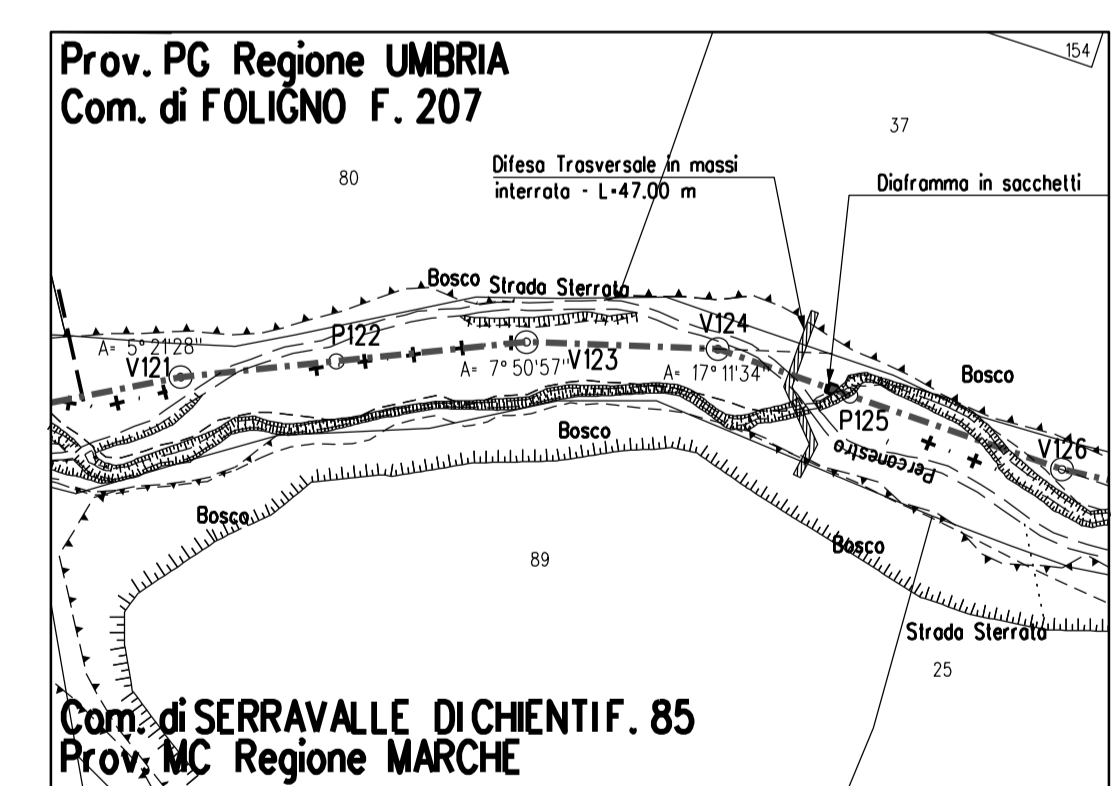 Prov. PG Regione UMBRIA
Com. di FOLIGNO F. 207
154
37
80
Difesa Trasversale in massi
interrata - L=47.00 m
Diaframma in sacchetti
Bosco
Strada Sterrata
V124
P122
A= 5°21'28"
V121
A= 7°50'57"
V123
A= 17°11'34"
Bosco
P125
Bosco
V126
Percanestro
Bosco
Bosco
89
Strada Sterrata
25
Com. di SERRAVALLE DI CHIENTI F. 85
Prov. MC Regione MARCHE